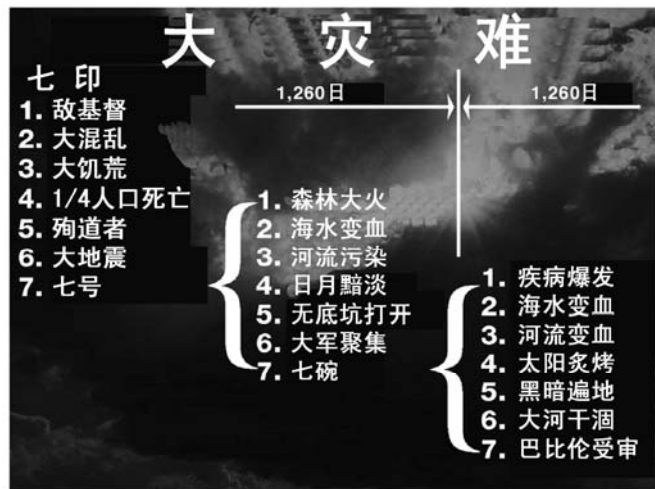 大 灾 难
七 印
1. 敌基督
2. 大混乱
3. 大饥荒
4. 1/4人口死亡
5. 殉道者
6. 大地震
7. 七号
1,260日
1,260日
1. 森林大火
2. 海水变血
3. 河流污染
4. 日月黯淡
5. 无底坑打开
6. 大军聚集
7. 七碗
1. 疾病爆发
2. 海水变血
3. 河流变血
4. 太阳炙烤
5. 黑暗遍地
6. 大河干涸
7. 巴比伦受审